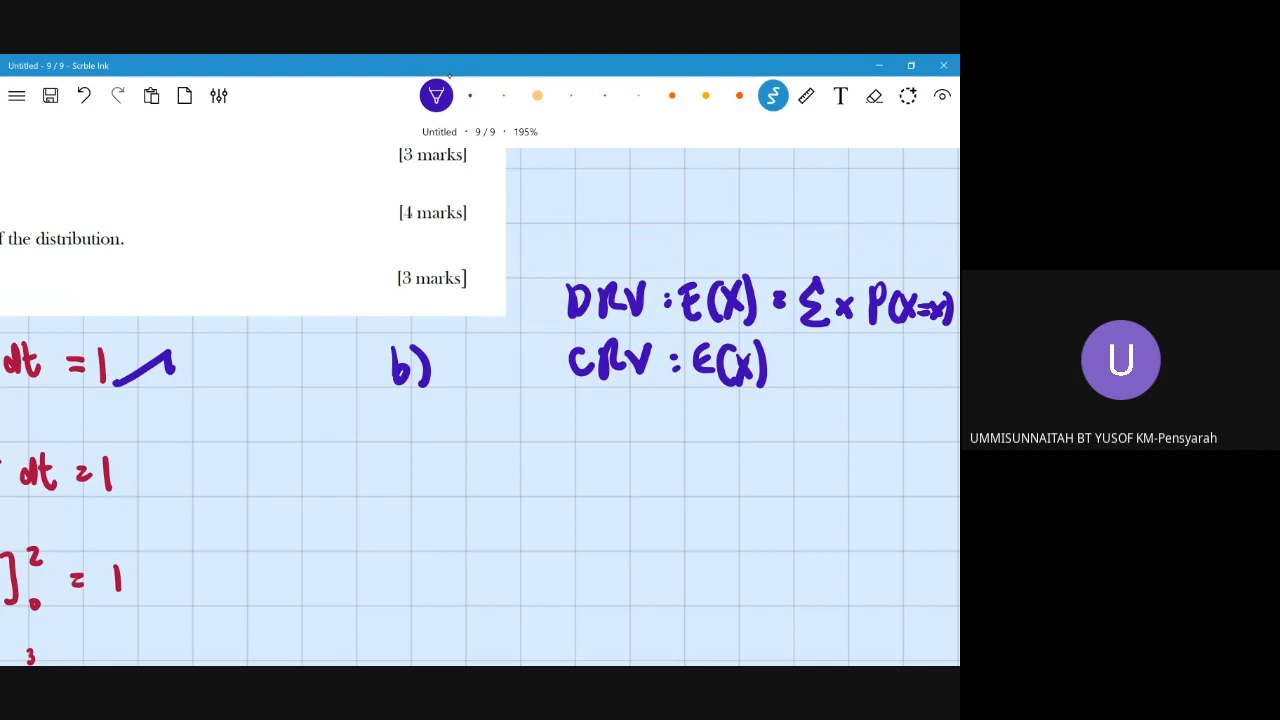 Untitled - 9 / 9 - Scrble Ink
T
Untitled • 9 / 9 • 195%
[3 marks]
[4 marks]
f the distribution.
[3 marks]
DRV : E(X) = Σ x P(X=x)
dt = 1
b)
CRV : E(X)
dt = 1
]²₀ = 1
3
U
UMMISUNNAITAH BT YUSOF KM-Pensyarah